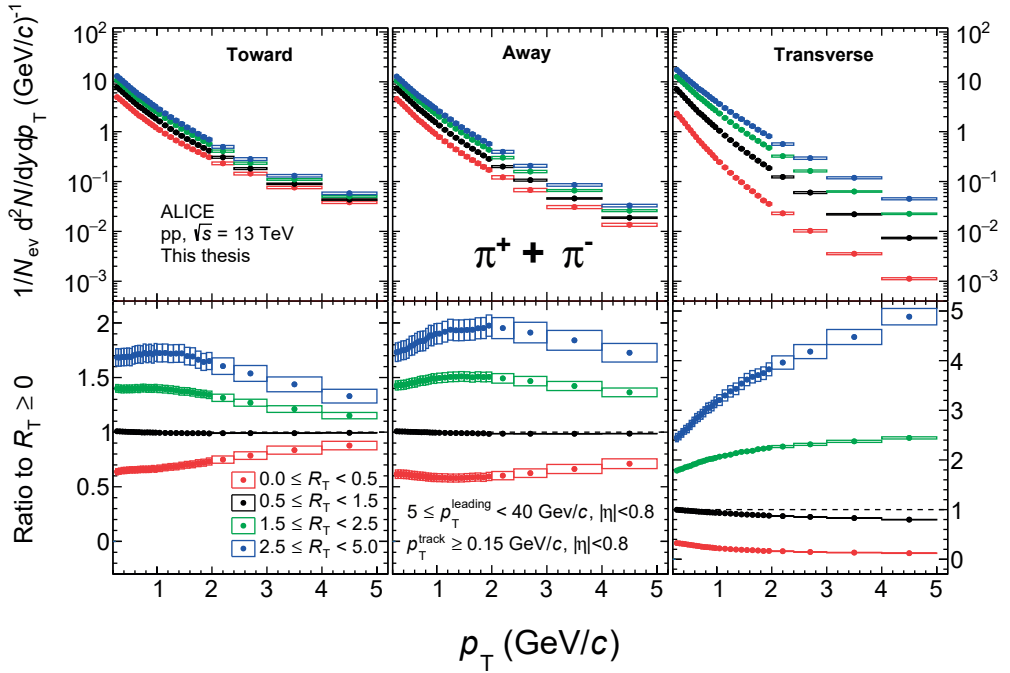 1/N_ev d²N/dydp_T (GeV/c)⁻¹
10²
10
1
10⁻¹
10⁻²
10⁻³
Toward
ALICE
pp, √s = 13 TeV
This thesis
Away
π⁺ + π⁻
Transverse
10²
10
1
10⁻¹
10⁻²
10⁻³
Ratio to R_T ≥ 0
2
1.5
1
0.5
0
0.0 ≤ R_T < 0.5
0.5 ≤ R_T < 1.5
1.5 ≤ R_T < 2.5
2.5 ≤ R_T < 5.0
5 ≤ p_T^leading < 40 Gev/c, |η|<0.8
p_T^track ≥ 0.15 GeV/c, |η|<0.8
5
4
3
2
1
0
1 2 3 4 5 1 2 3 4 5 1 2 3 4 5
p_T (GeV/c)